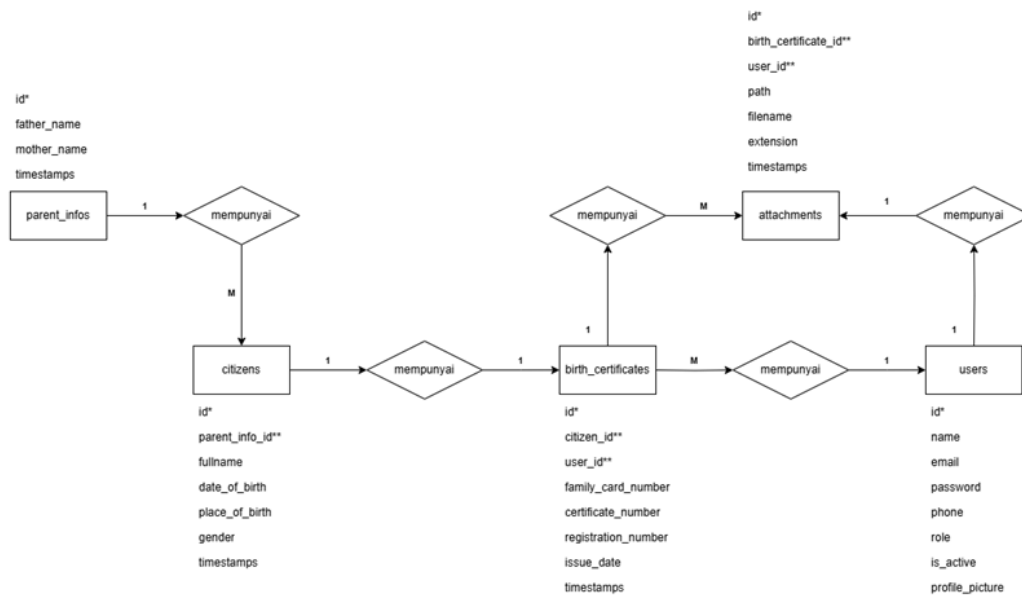 id*
birth_certificate_id**
user_id**
path
filename
extension
timestamps
id*
father_name
mother_name
timestamps
parent_infos
1
mempunyai
mempunyai
M
attachments
1
mempunyai
M
1
1
citizens
1
mempunyai
1
birth_certificates
M
mempunyai
1
users
id*
parent_info_id**
fullname
date_of_birth
place_of_birth
gender
timestamps
id*
citizen_id**
user_id**
family_card_number
certificate_number
registration_number
issue_date
timestamps
id*
name
email
password
phone
role
is_active
profile_picture